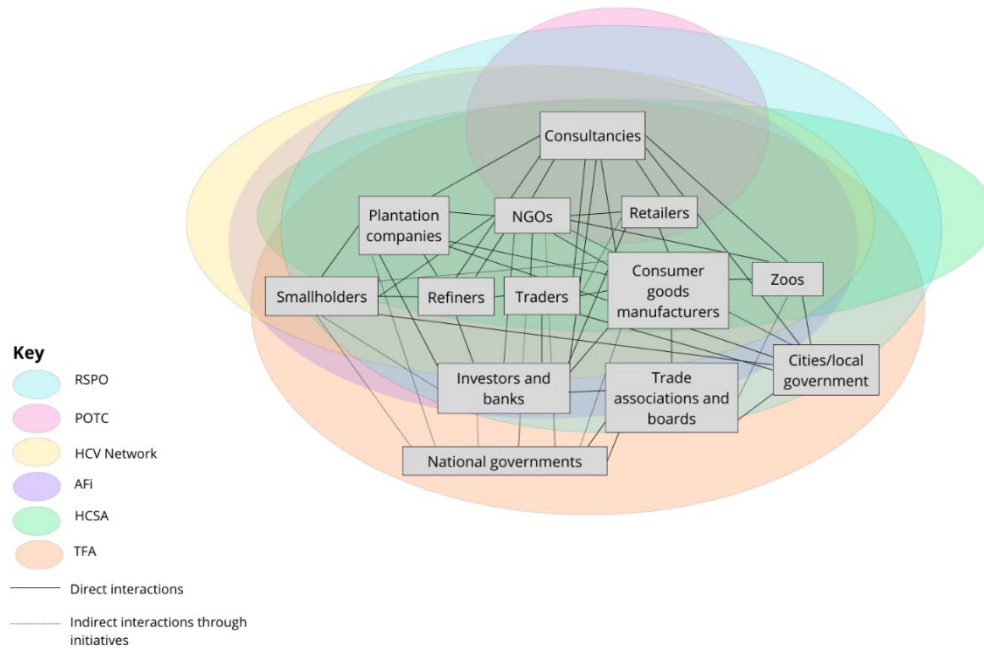 Consultancies
Plantation
companies
NGOs
Retailers
Smallholders
Refiners
Traders
Consumer
goods
manufacturers
Zoos
Investors and
banks
Trade
associations and
boards
Cities/local
government
National governments
Key
RSPO
POTC
HCV Network
AFi
HCSA
TFA
Direct interactions
Indirect interactions through
initiatives